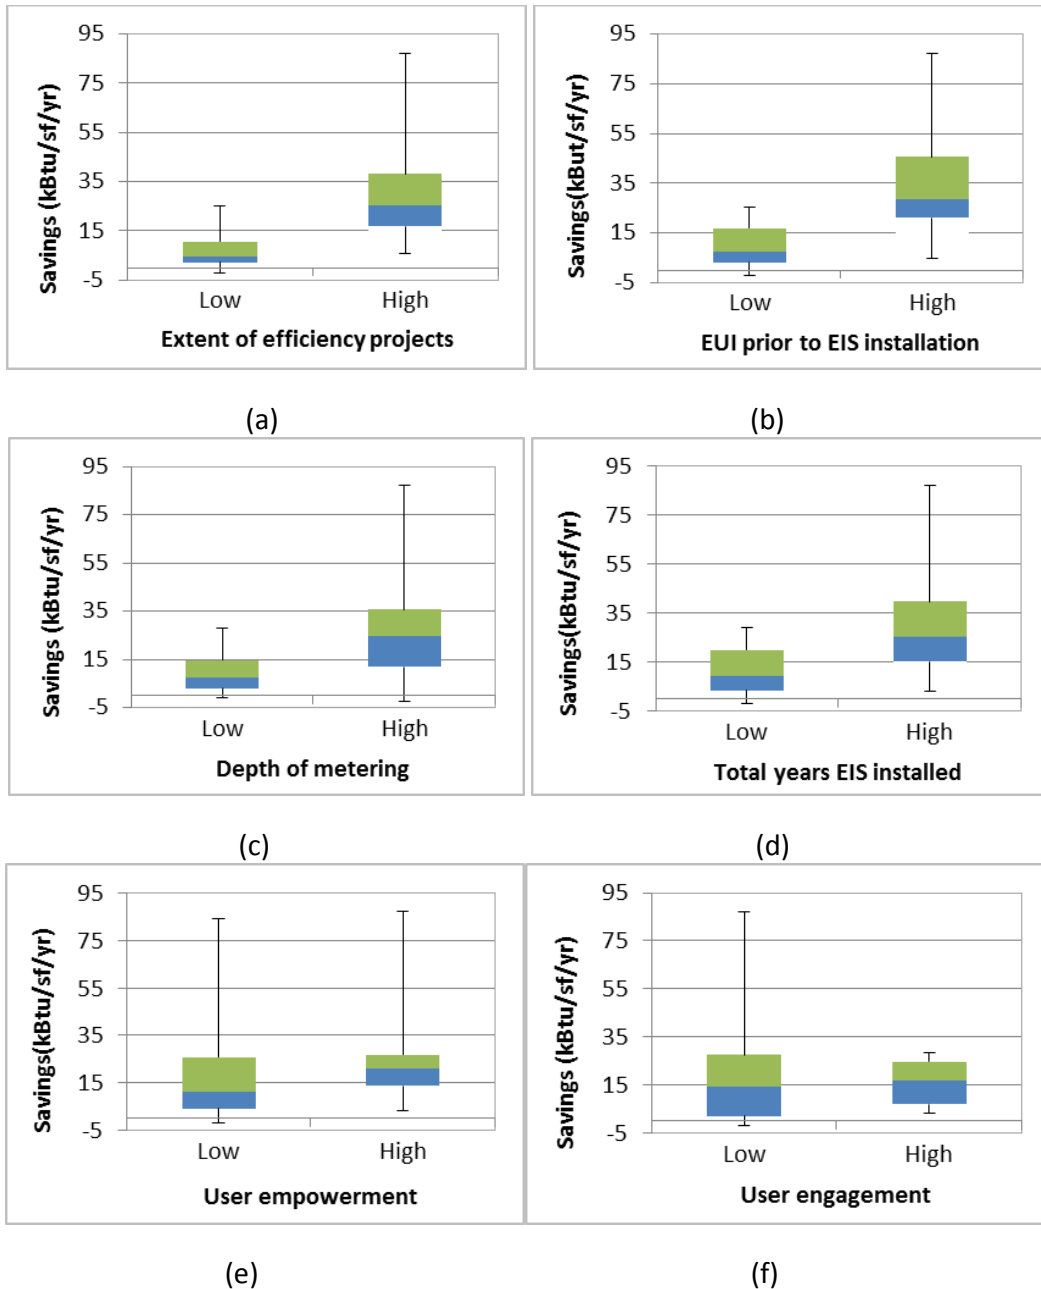 95
75
55
35
15
-5
Savings (kBtu/sf/yr)
Low High
Extent of efficiency projects
(a)
95
75
55
35
15
-5
Savings(kBut/sf/yr)
Low High
EUI prior to EIS installation
(b)
95
75
55
35
15
-5
Savings (kBtu/sf/yr)
Low High
Depth of metering
(c)
95
75
55
35
15
-5
Savings(kBtu/sf/yr)
Low High
Total years EIS installed
(d)
95
75
55
35
15
-5
Savings(kBtu/sf/yr)
Low High
User empowerment
(e)
95
75
55
35
15
-5
Savings (kBtu/sf/yr)
Low High
User engagement
(f)